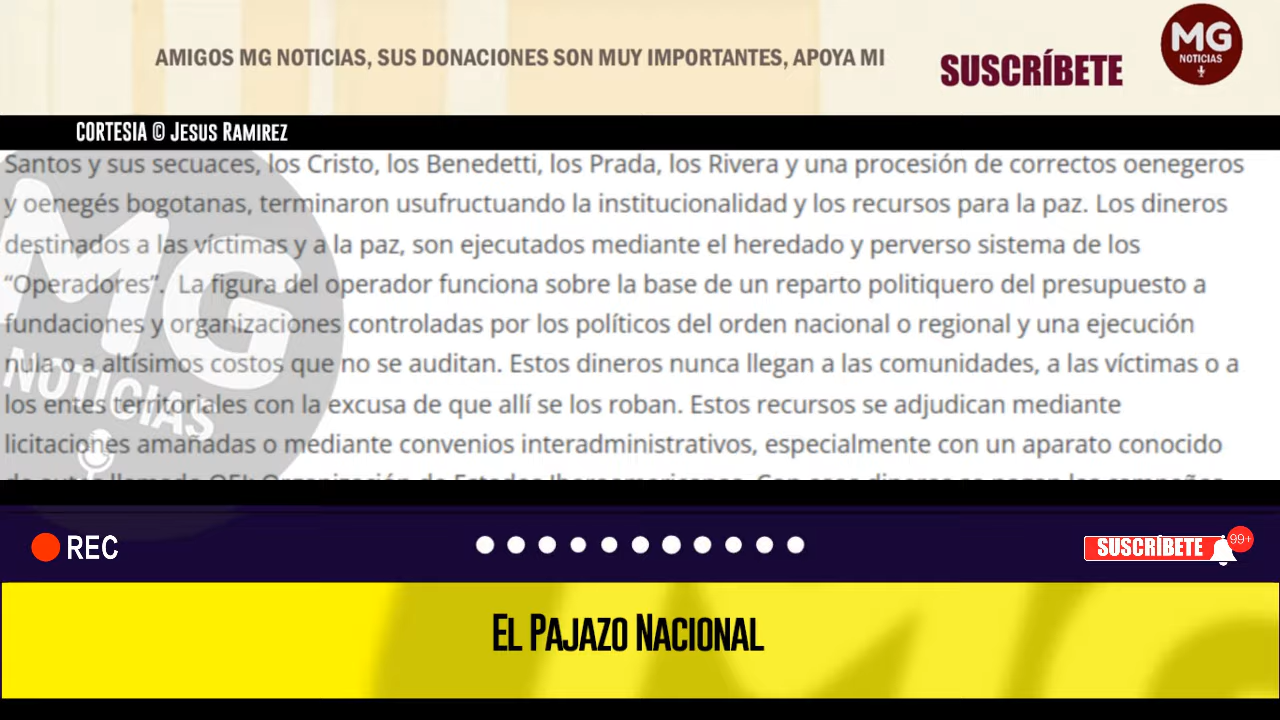 AMIGOS MG NOTICIAS, SUS DONACIONES SON MUY IMPORTANTES, APOYA MI
SUSCRÍBETE
MG
NOTICIAS
CORTESIA © JESUS RAMIREZ
Santos y sus secuaces, los Cristo, los Benedetti, los Prada, los Rivera y una procesión de correctos oenegeros
y oenegés bogotanas, terminaron usufructuando la institucionalidad y los recursos para la paz. Los dineros
destinados a las víctimas y a la paz, son ejecutados mediante el heredado y perverso sistema de los
“Operadores”. La figura del operador funciona sobre la base de un reparto politiquero del presupuesto a
fundaciones y organizaciones controladas por los políticos del orden nacional o regional y una ejecución
nula o a altísimos costos que no se auditan. Estos dineros nunca llegan a las comunidades, a las víctimas o a
los entes territoriales con la excusa de que allí se los roban. Estos recursos se adjudican mediante
licitaciones amañadas o mediante convenios interadministrativos, especialmente con un aparato conocido
MG
NOTICIAS
REC
SUSCRÍBETE
99+
EL PAJAZO NACIONAL